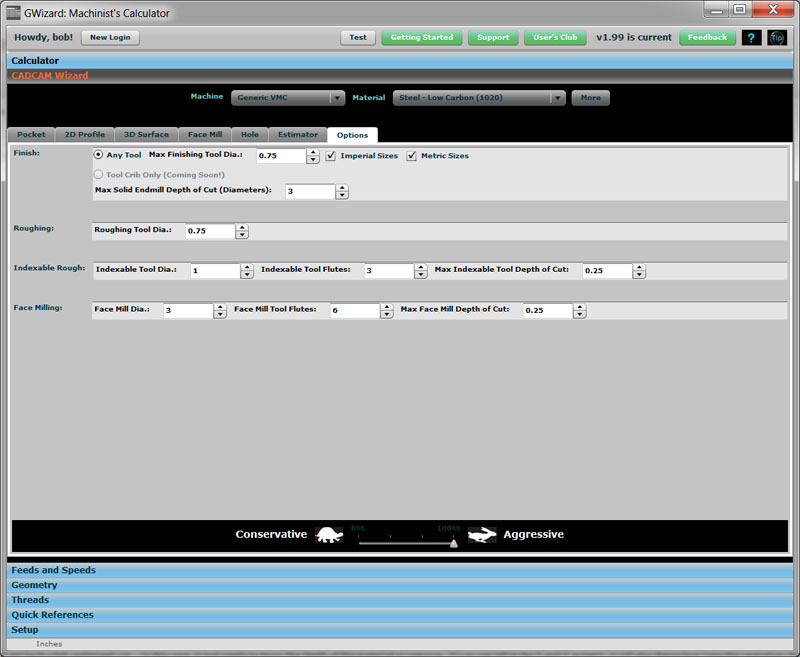 GWizard: Machinist's Calculator
Howdy, bob! New Login Test Getting Started Support User's Club v1.99 is current Feedback ? Tip
Calculator
CADCAM Wizard
Machine Generic VMC Material Steel - Low Carbon (1020) More
Pocket 2D Profile 3D Surface Face Mill Hole Estimator Options
Finish: Any Tool Max Finishing Tool Dia.: 0.75 Imperial Sizes Metric Sizes
Tool Crib Only (Coming Soon!)
Max Solid Endmill Depth of Cut (Diameters): 3
Roughing: Roughing Tool Dia.: 0.75
Indexable Rough: Indexable Tool Dia.: 1 Indexable Tool Flutes: 3 Max Indexable Tool Depth of Cut: 0.25
Face Milling: Face Mill Dia.: 3 Face Mill Tool Flutes: 6 Max Face Mill Depth of Cut: 0.25
0% 100%
Conservative Aggressive
Feeds and Speeds
Geometry
Threads
Quick References
Setup
Inches